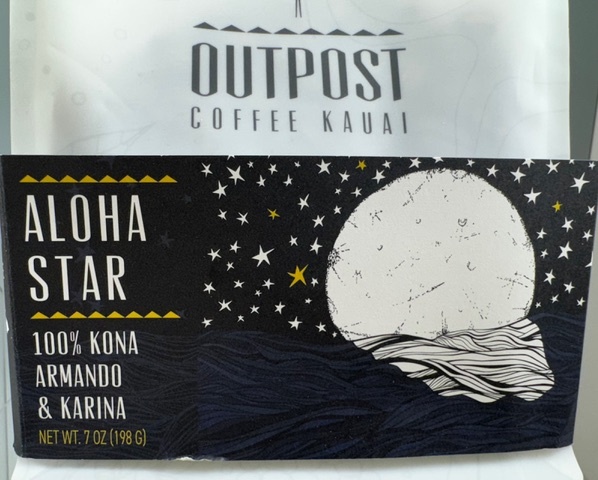 OUTPOST
COFFEE KAUAI
ALOHA
STAR
100% KONA
ARMANDO
& KARINA
NET WT. 7 OZ (198 G)